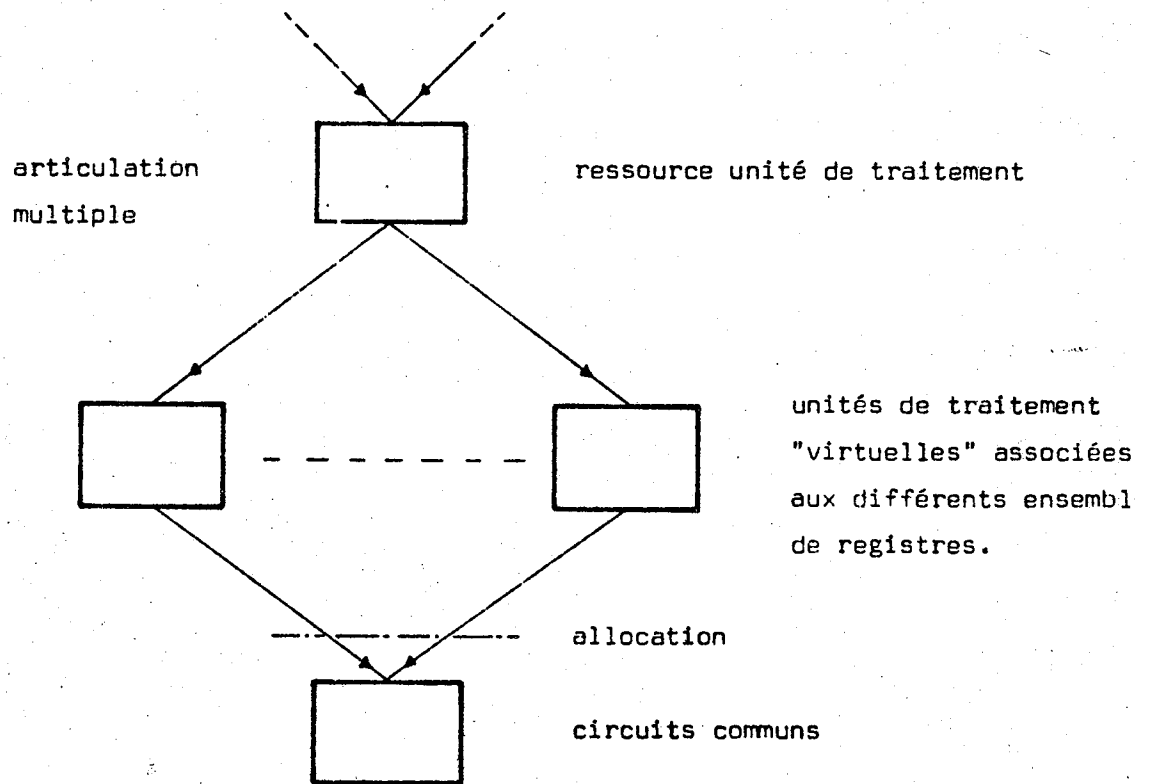 articulation
multiple
ressource unité de traitement
unités de traitement
"virtuelles" associées
aux différents ensembl
de registres.
allocation
circuits communs